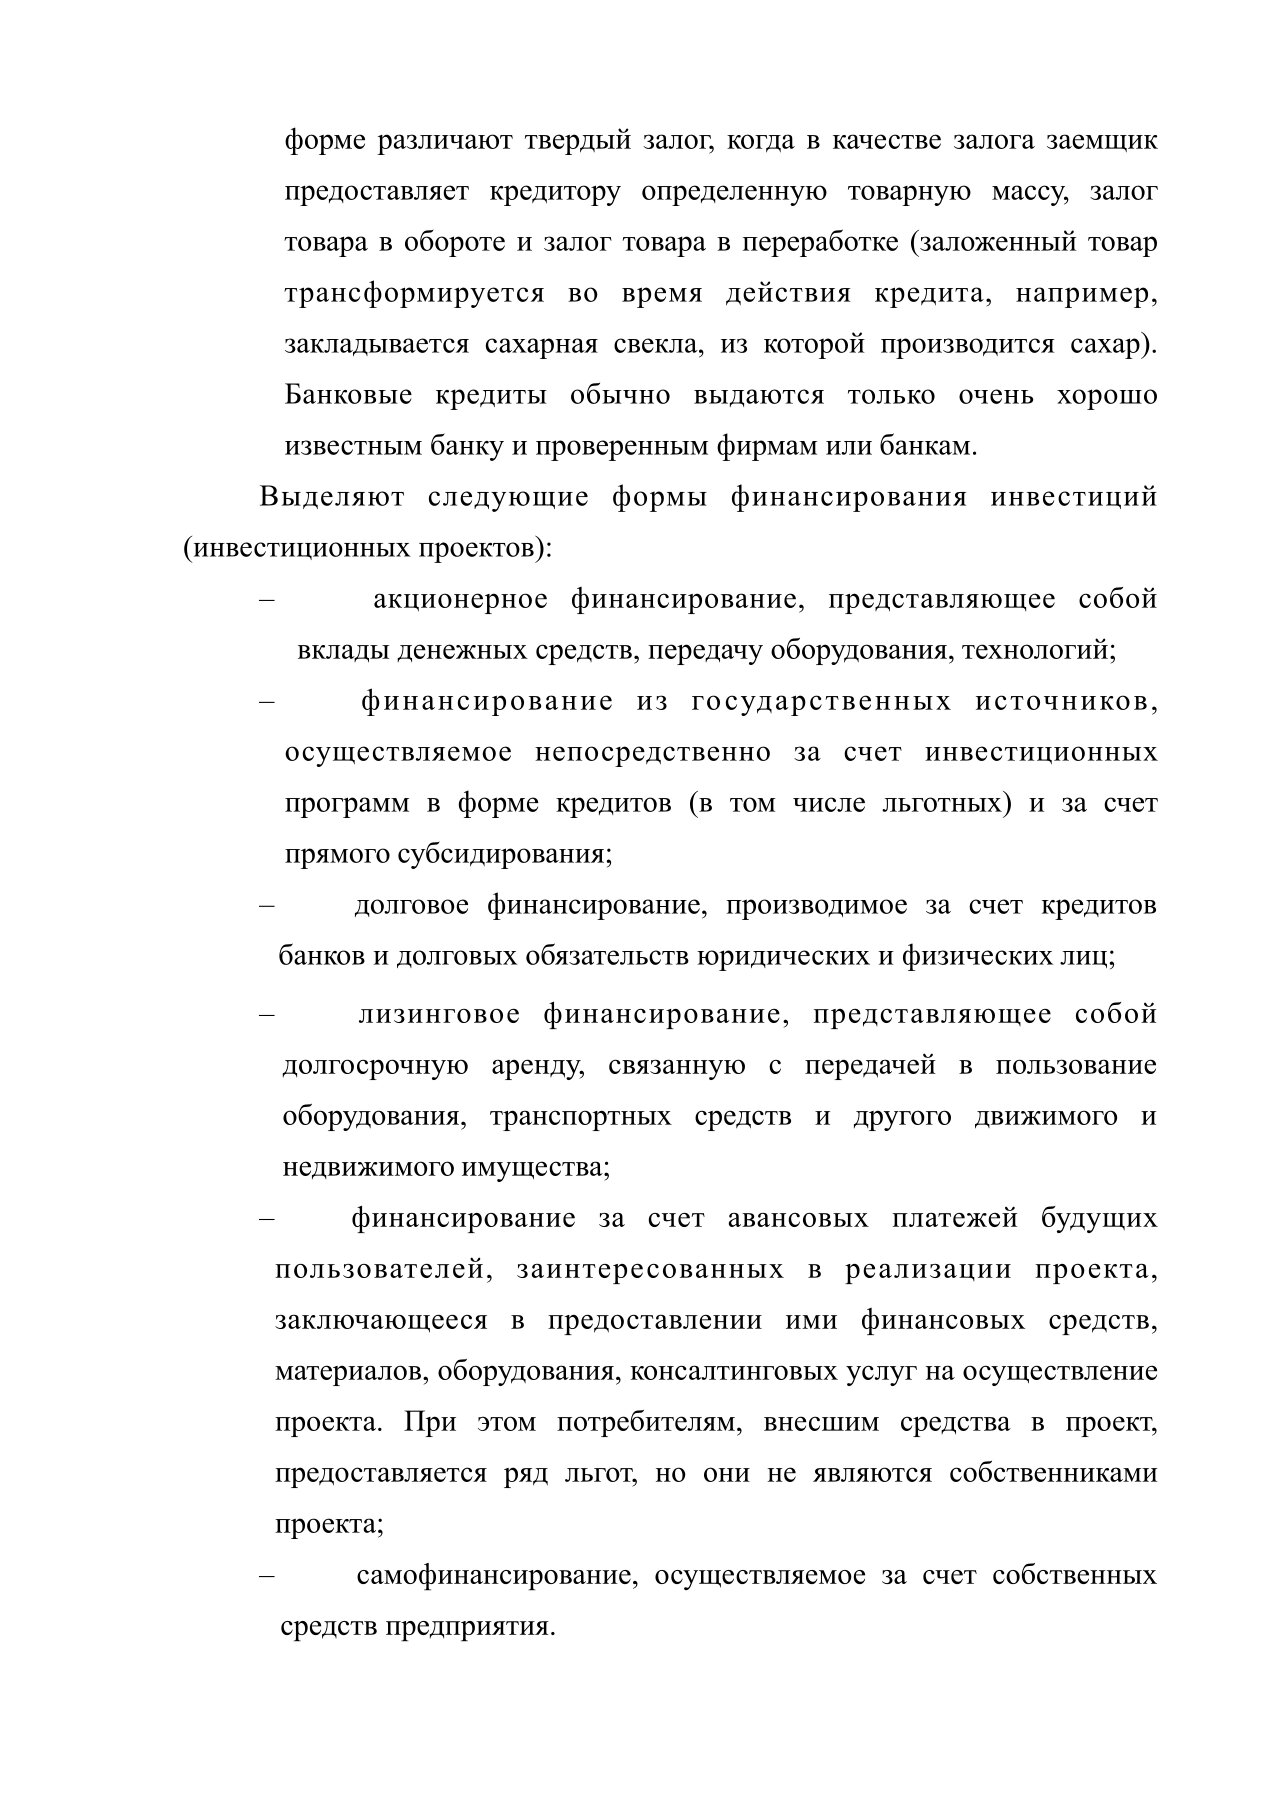 форме различают твердый залог, когда в качестве залога заемщик
предоставляет кредитору определенную товарную массу, залог
товара в обороте и залог товара в переработке (заложенный товар
трансформируется во время действия кредита, например,
закладывается сахарная свекла, из которой производится сахар).
Банковые кредиты обычно выдаются только очень хорошо
известным банку и проверенным фирмам или банкам.
Выделяют следующие формы финансирования инвестиций
(инвестиционных проектов):
– акционерное финансирование, представляющее собой
вклады денежных средств, передачу оборудования, технологий;
– финансирование из государственных источников,
осуществляемое непосредственно за счет инвестиционных
программ в форме кредитов (в том числе льготных) и за счет
прямого субсидирования;
– долговое финансирование, производимое за счет кредитов
банков и долговых обязательств юридических и физических лиц;
– лизинговое финансирование, представляющее собой
долгосрочную аренду, связанную с передачей в пользование
оборудования, транспортных средств и другого движимого и
недвижимого имущества;
– финансирование за счет авансовых платежей будущих
пользователей, заинтересованных в реализации проекта,
заключающееся в предоставлении ими финансовых средств,
материалов, оборудования, консалтинговых услуг на осуществление
проекта. При этом потребителям, внесшим средства в проект,
предоставляется ряд льгот, но они не являются собственниками
проекта;
– самофинансирование, осуществляемое за счет собственных
средств предприятия.